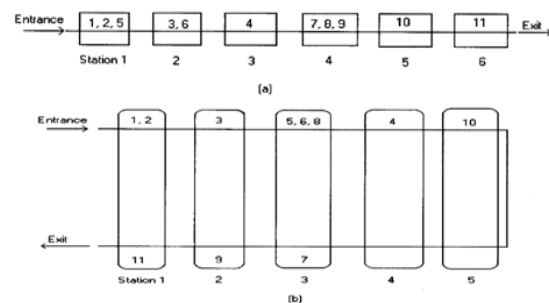 Entrance 1, 2, 5 3, 6 4 7, 8, 9 10 11 Exit
Station 1 2 3 4 5 6
(a)
Entrance 1, 2 3 5, 6, 8 4 10
Exit
11 9 7
Station 1 2 3 4 5
(b)